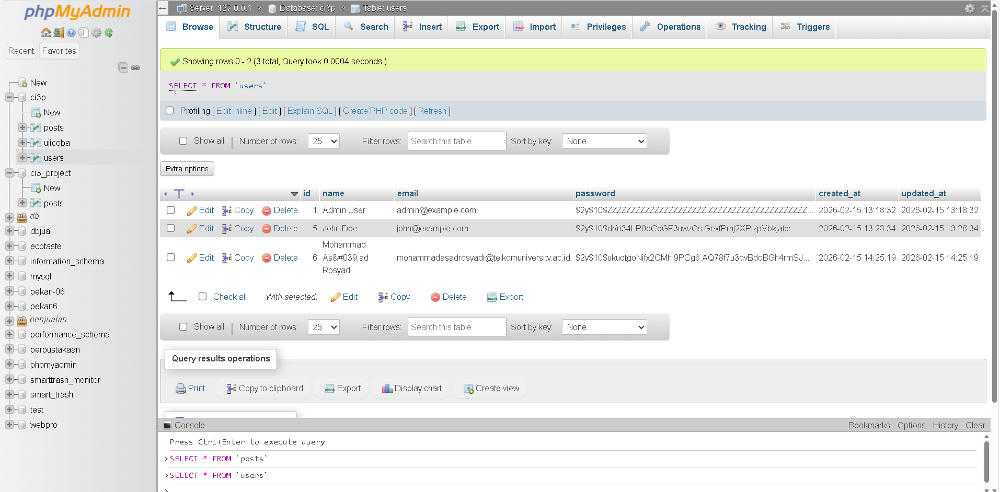 phpMyAdmin
Recent Favorites
New
ci3p
New
posts
ujicoba
users
ci3_project
New
posts
db
dbjual
ecotaste
information_schema
mysql
pekan-06
pekan6
penjualan
performance_schema
perpustakaan
phpmyadmin
smarttrash_monitor
smart_trash
test
webpro
Server: 127.0.0.1 » Database: ci3p » Table: users
Browse Structure SQL Search Insert Export Import Privileges Operations Tracking Triggers
Showing rows 0 - 2 (3 total, Query took 0.0004 seconds.)
SELECT * FROM `users`
Profiling [ Edit inline ] [ Edit ] [ Explain SQL ] [ Create PHP code ] [ Refresh ]
Show all Number of rows: 25 Filter rows: Search this table Sort by key: None
Extra options
←T→ id name email password created_at updated_at
Edit Copy Delete 1 Admin User admin@example.com $2y$10$ZZZZZZZZZZZZZZZZZZZZZ.ZZZZZZZZZZZZZZZZZZZZZ... 2026-02-15 13:18:32 2026-02-15 13:18:32
Edit Copy Delete 5 John Doe john@example.com $2y$10$dr/ri34LP0oCdGF3uwzOs.GexfPmj2XPizpVbkjatxr... 2026-02-15 13:28:34 2026-02-15 13:28:34
Edit Copy Delete 6 Mohammad As&#039;ad Rosyadi mohammadasadrosyadi@telkomuniversity.ac.id $2y$10$ukuqtgoNifx2OMh.9PCg6.AQ78f7u3qvBdoBGh4rmSJ... 2026-02-15 14:25:19 2026-02-15 14:25:19
Check all With selected: Edit Copy Delete Export
Show all Number of rows: 25 Filter rows: Search this table Sort by key: None
Query results operations
Print Copy to clipboard Export Display chart Create view
Console Bookmarks Options History Clear
Press Ctrl+Enter to execute query
>SELECT * FROM `posts`
>SELECT * FROM `users`
>